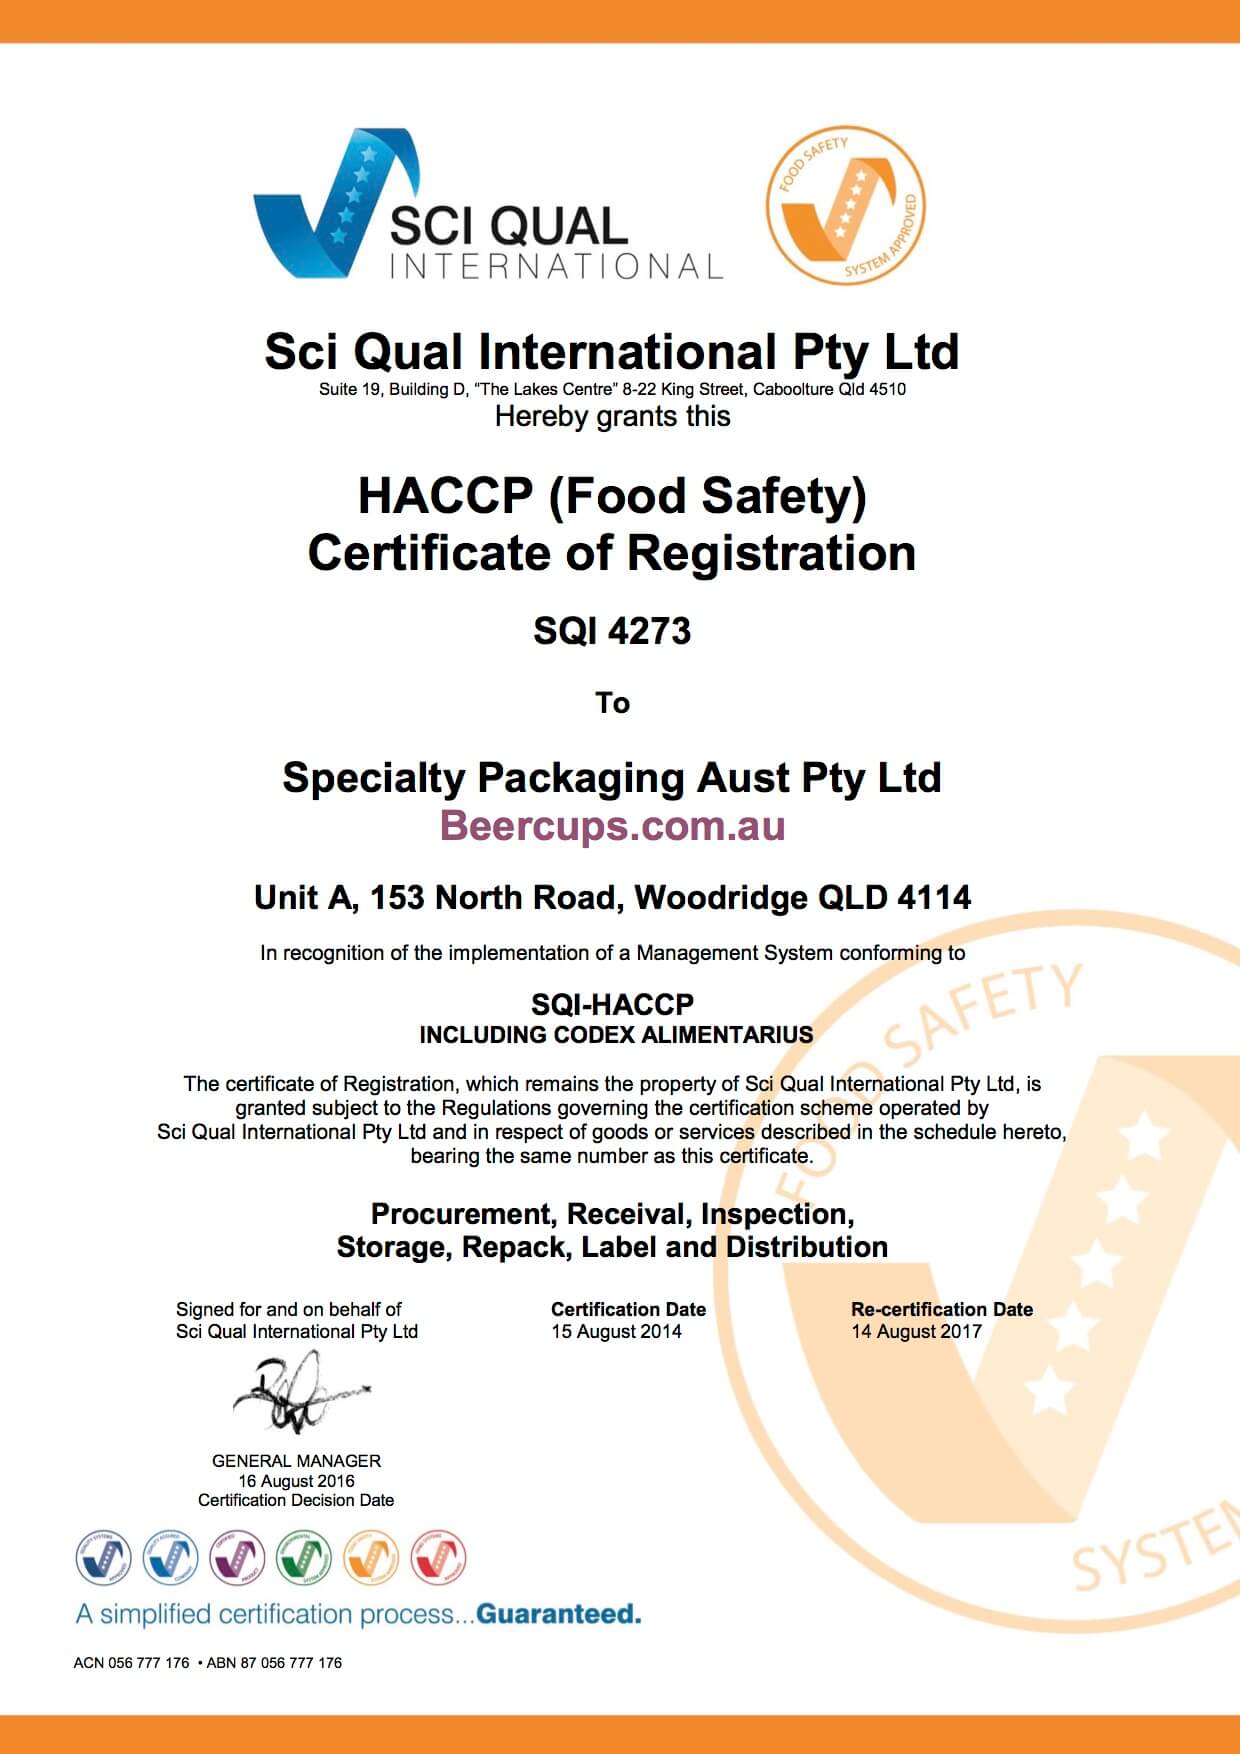 SCI QUAL
INTERNATIONAL
FOOD SAFETY
SYSTEM APPROVED
Sci Qual International Pty Ltd
Suite 19, Building D, “The Lakes Centre” 8-22 King Street, Caboolture Qld 4510
Hereby grants this
HACCP (Food Safety)
Certificate of Registration
SQI 4273
To
Specialty Packaging Aust Pty Ltd
Beercups.com.au
Unit A, 153 North Road, Woodridge QLD 4114
In recognition of the implementation of a Management System conforming to
SQI-HACCP
INCLUDING CODEX ALIMENTARIUS
The certificate of Registration, which remains the property of Sci Qual International Pty Ltd, is
granted subject to the Regulations governing the certification scheme operated by
Sci Qual International Pty Ltd and in respect of goods or services described in the schedule hereto,
bearing the same number as this certificate.
Procurement, Receival, Inspection,
Storage, Repack, Label and Distribution
Signed for and on behalf of
Sci Qual International Pty Ltd
Certification Date
15 August 2014
Re-certification Date
14 August 2017
GENERAL MANAGER
16 August 2016
Certification Decision Date
FOOD SAFETY
SYSTEM
A simplified certification process...Guaranteed.
ACN 056 777 176 • ABN 87 056 777 176